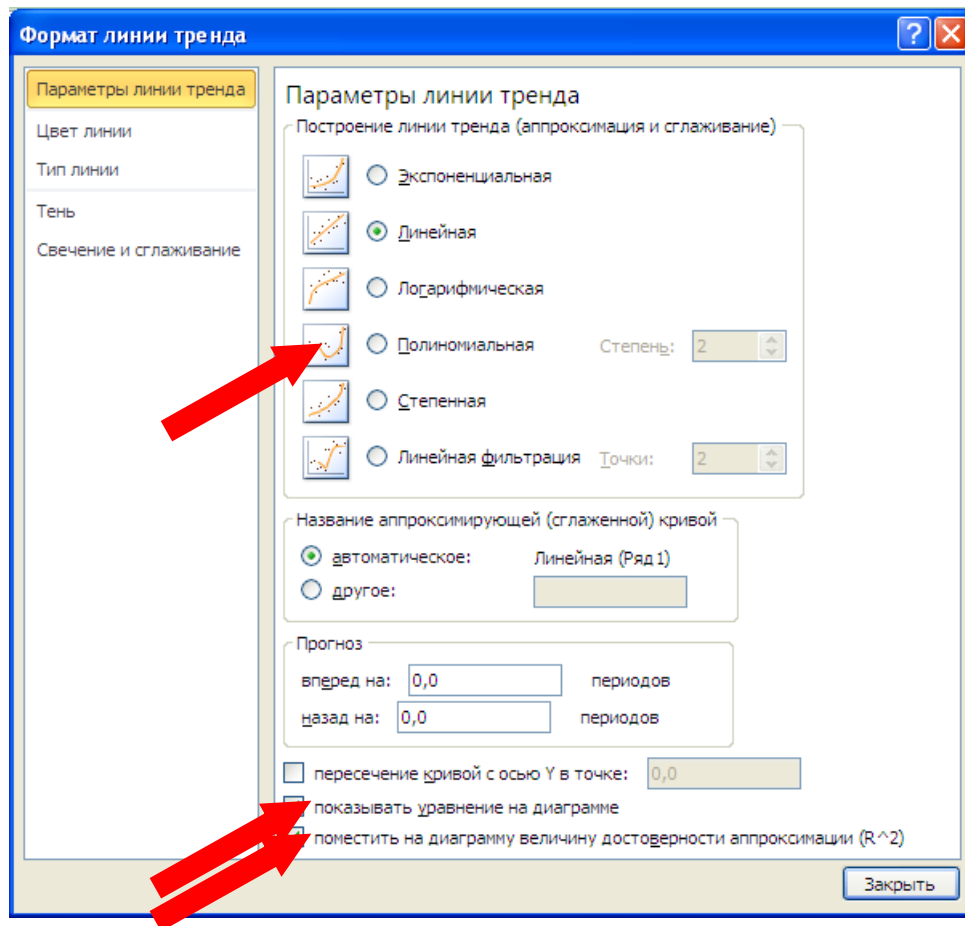 Формат линии тренда
Параметры линии тренда
Цвет линии
Тип линии
Тень
Свечение и сглаживание
Параметры линии тренда
Построение линии тренда (аппроксимация и сглаживание)
Экспоненциальная
Линейная
Логарифмическая
Полиномиальная Степень: 2
Степенная
Линейная фильтрация Точки: 2
Название аппроксимирующей (сглаженной) кривой
автоматическое: Линейная (Ряд1)
другое:
Прогноз
вперед на: 0,0 периодов
назад на: 0,0 периодов
пересечение кривой с осью Y в точке: 0,0
показывать уравнение на диаграмме
поместить на диаграмму величину достоверности аппроксимации (R^2)
Закрыть